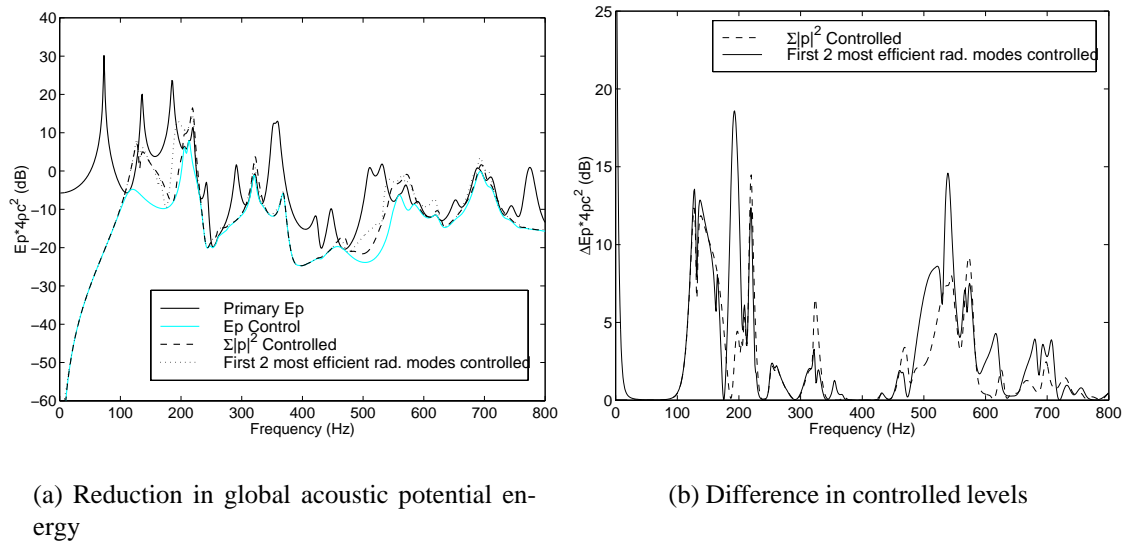 40
30
20
10
0
−10
−20
−30
−40
−50
−60
Ep*4ρc² (dB)
Primary Ep
Ep Control
Σ|p|² Controlled
First 2 most efficient rad. modes controlled
0 100 200 300 400 500 600 700 800
Frequency (Hz)
(a) Reduction in global acoustic potential en-
ergy
25
20
15
10
5
0
ΔEp*4ρc² (dB)
Σ|p|² Controlled
First 2 most efficient rad. modes controlled
0 100 200 300 400 500 600 700 800
Frequency (Hz)
(b) Difference in controlled levels